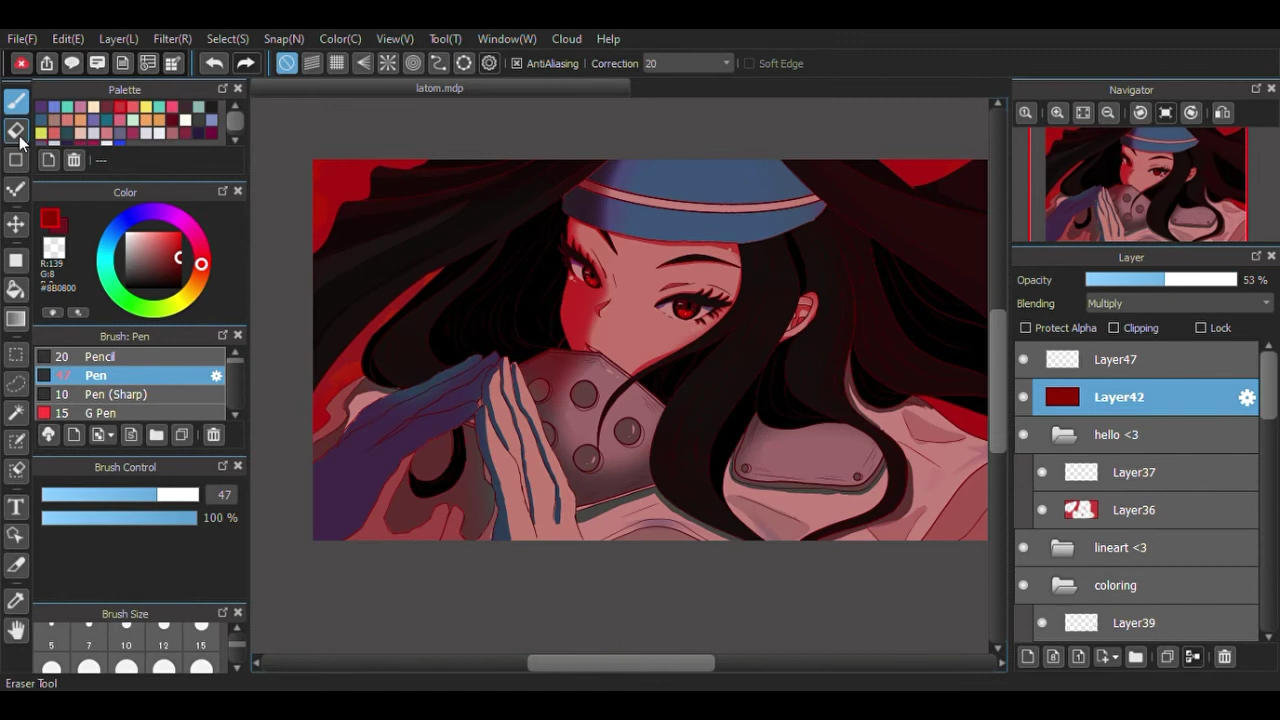 File(F) Edit(E) Layer(L) Filter(R) Select(S) Snap(N) Color(C) View(V) Tool(T) Window(W) Cloud Help
AntiAliasing Correction 20 Soft Edge
Palette
latom.mdp
Navigator
---
Color
R:139
G:8
#8B0800
Layer
Opacity 53 %
Blending Multiply
Protect Alpha Clipping Lock
Brush: Pen
20 Pencil
47 Pen
10 Pen (Sharp)
15 G Pen
Layer47
Layer42
hello <3
Layer37
Layer36
lineart <3
coloring
Layer39
Brush Control
47
100 %
T
Brush Size
5 7 10 12 15
Eraser Tool